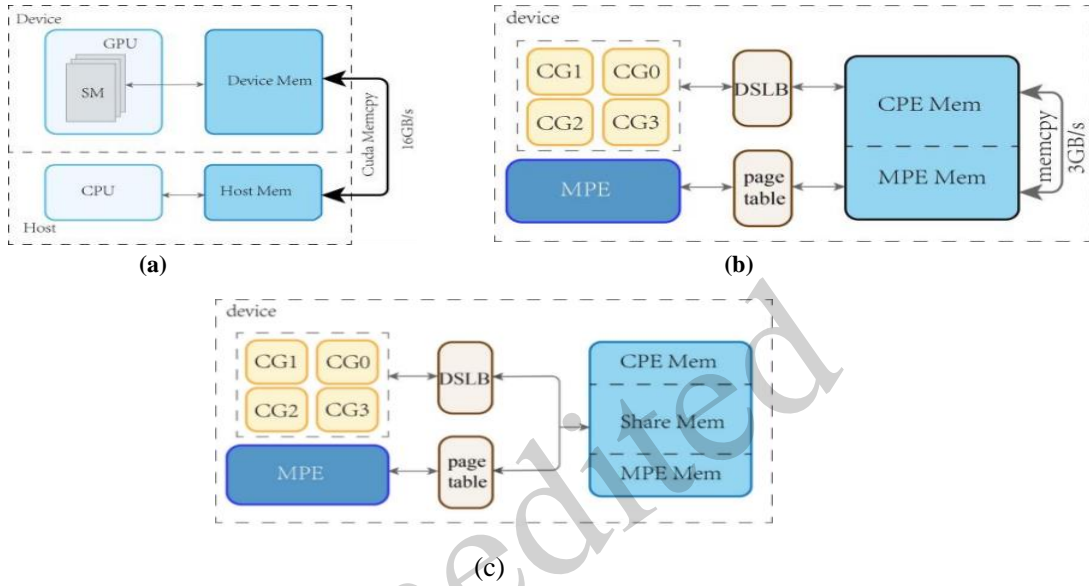 Device
GPU
SM
Device Mem
Cuda Memcpy
16GB/s
CPU
Host Mem
Host
(a)
device
CG1 CG0
CG2 CG3
DSLB
CPE Mem
MPE
page
table
MPE Mem
memcpy
3GB/s
(b)
device
CG1 CG0
CG2 CG3
DSLB
CPE Mem
Share Mem
MPE
page
table
MPE Mem
(c)
edited